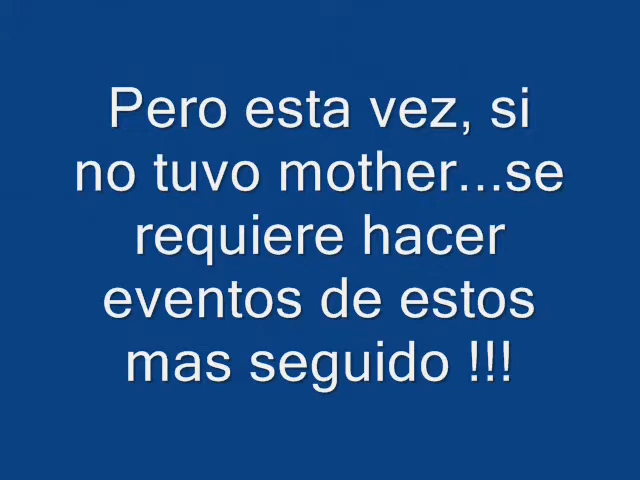 Pero esta vez, si
no tuvo mother...se
requiere hacer
eventos de estos
mas seguido !!!